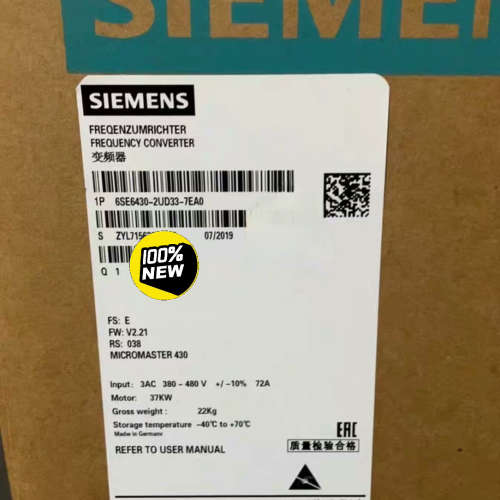 SIEMENS
SIEMENS
FREQENZUMRICHTER
FREQUENCY CONVERTER
变频器
1P 6SE6430-2UD33-7EA0
S 07/2019
100%
NEW
Q 1
FS: E
FW: V2.21
RS: 038
MICROMASTER 430
Input: 3AC 380-480 V +/-10% 72A
Motor: 37KW
Gross weight: 22Kg
Storage temperature -40℃ to +70℃
Made in Germanv
REFER TO USER MANUAL
EAC
质量检验合格